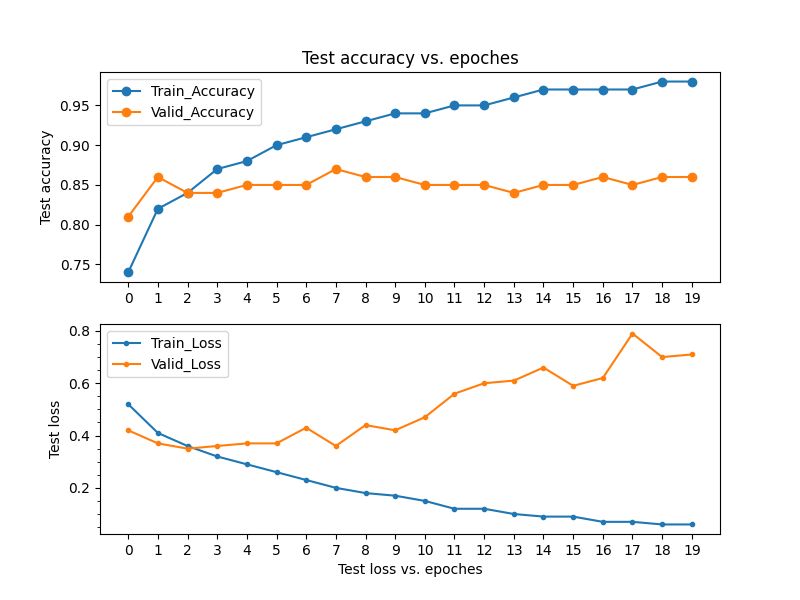 Test accuracy vs. epoches
Train_Accuracy
Valid_Accuracy
Test accuracy
0.95
0.90
0.85
0.80
0.75
0 1 2 3 4 5 6 7 8 9 10 11 12 13 14 15 16 17 18 19
Train_Loss
Valid_Loss
Test loss
0.8
0.6
0.4
0.2
0 1 2 3 4 5 6 7 8 9 10 11 12 13 14 15 16 17 18 19
Test loss vs. epoches